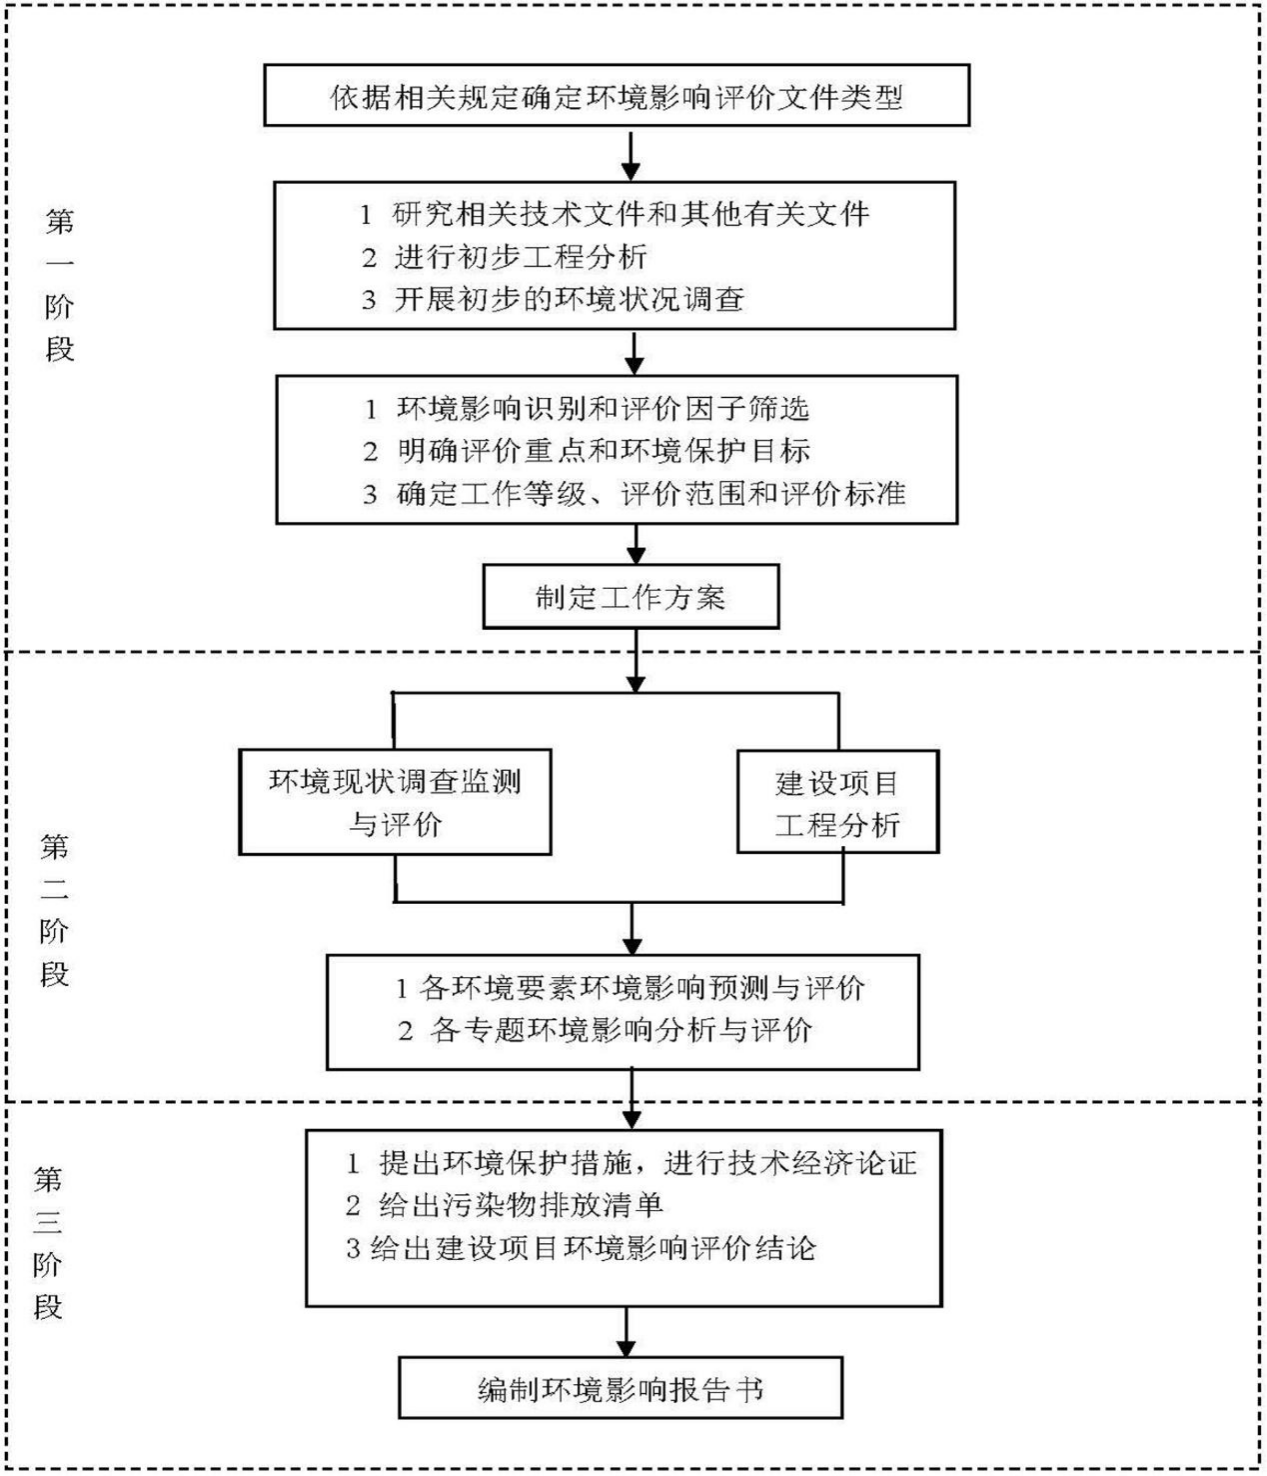 依据相关规定确定环境影响评价文件类型
第一阶段
1 研究相关技术文件和其他有关文件
2 进行初步工程分析
3 开展初步的环境状况调查
1 环境影响识别和评价因子筛选
2 明确评价重点和环境保护目标
3 确定工作等级、评价范围和评价标准
制定工作方案
第二阶段
环境现状调查监测
与评价
建设项目
工程分析
1各环境要素环境影响预测与评价
2 各专题环境影响分析与评价
第三阶段
1 提出环境保护措施，进行技术经济论证
2 给出污染物排放清单
3给出建设项目环境影响评价结论
编制环境影响报告书